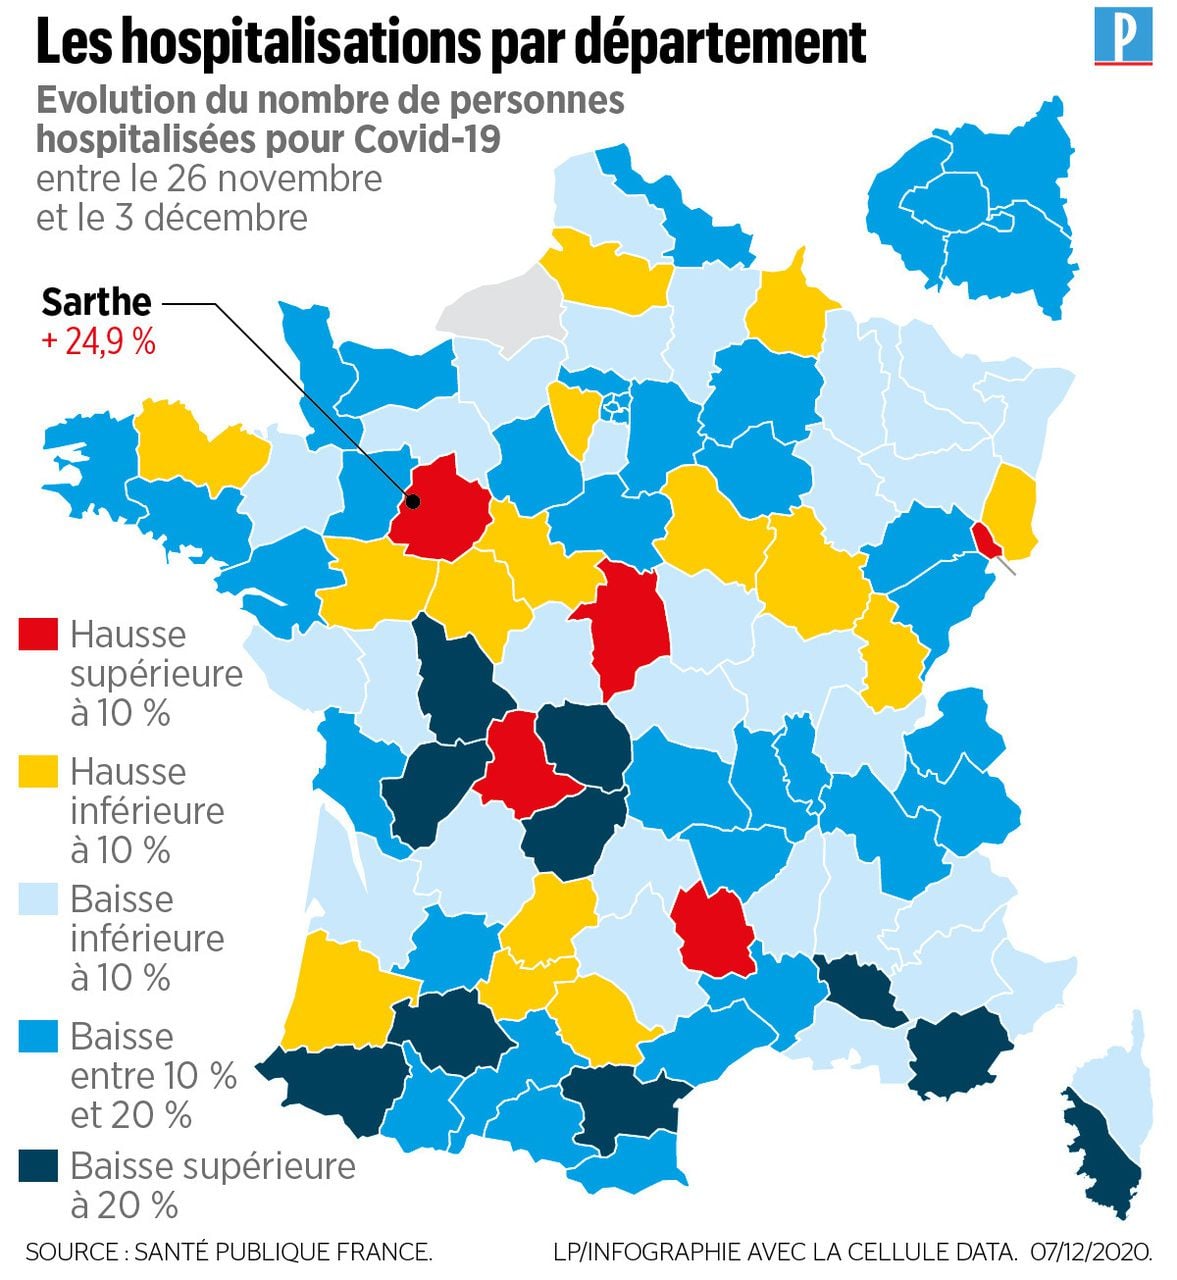 Les hospitalisations par département
P
Evolution du nombre de personnes
hospitalisées pour Covid-19
entre le 26 novembre
et le 3 décembre
Sarthe
+ 24,9 %
Hausse
supérieure
à 10 %
Hausse
inférieure
à 10 %
Baisse
inférieure
à 10 %
Baisse
entre 10 %
et 20 %
Baisse supérieure
à 20 %
SOURCE : SANTÉ PUBLIQUE FRANCE.
LP/INFOGRAPHIE AVEC LA CELLULE DATA. 07/12/2020.